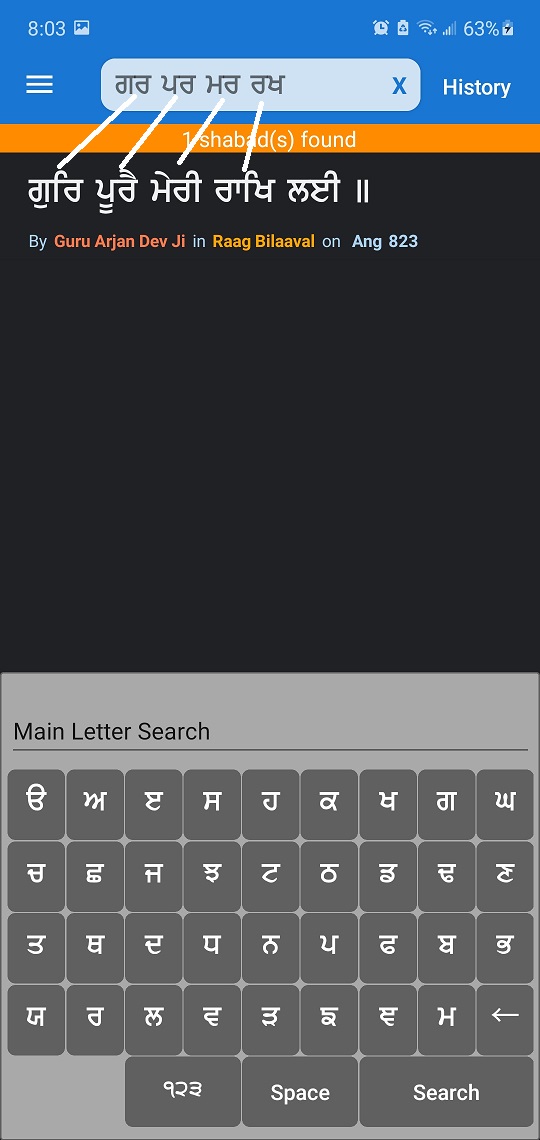 8:03 63%
ਗਰ ਪਰ ਮਰ ਰਖ X History
1 shabad(s) found
ਗੁਰਿ ਪੂਰੈ ਮੇਰੀ ਰਾਖਿ ਲਈ ॥
By Guru Arjan Dev Ji in Raag Bilaaval on Ang 823
Main Letter Search
ੳ ਅ ੲ ਸ ਹ ਕ ਖ ਗ ਘ
ਚ ਛ ਜ ਝ ਟ ਠ ਡ ਢ ਣ
ਤ ਥ ਦ ਧ ਨ ਪ ਫ ਬ ਭ
ਯ ਰ ਲ ਵ ੜ ਙ ਞ ਮ ←
੧੨੩ Space Search